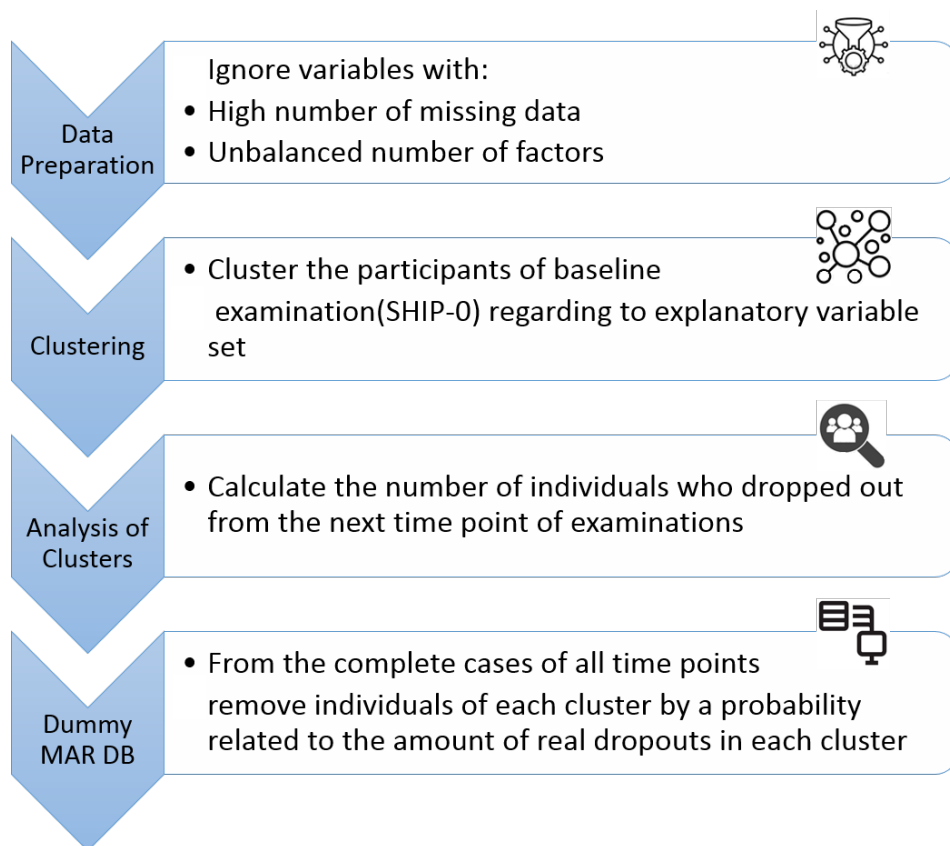 Data
Preparation
Ignore variables with:
• High number of missing data
• Unbalanced number of factors
Clustering
• Cluster the participants of baseline
examination(SHIP-0) regarding to explanatory variable
set
Analysis of
Clusters
• Calculate the number of individuals who dropped out
from the next time point of examinations
Dummy
MAR DB
• From the complete cases of all time points
remove individuals of each cluster by a probability
related to the amount of real dropouts in each cluster